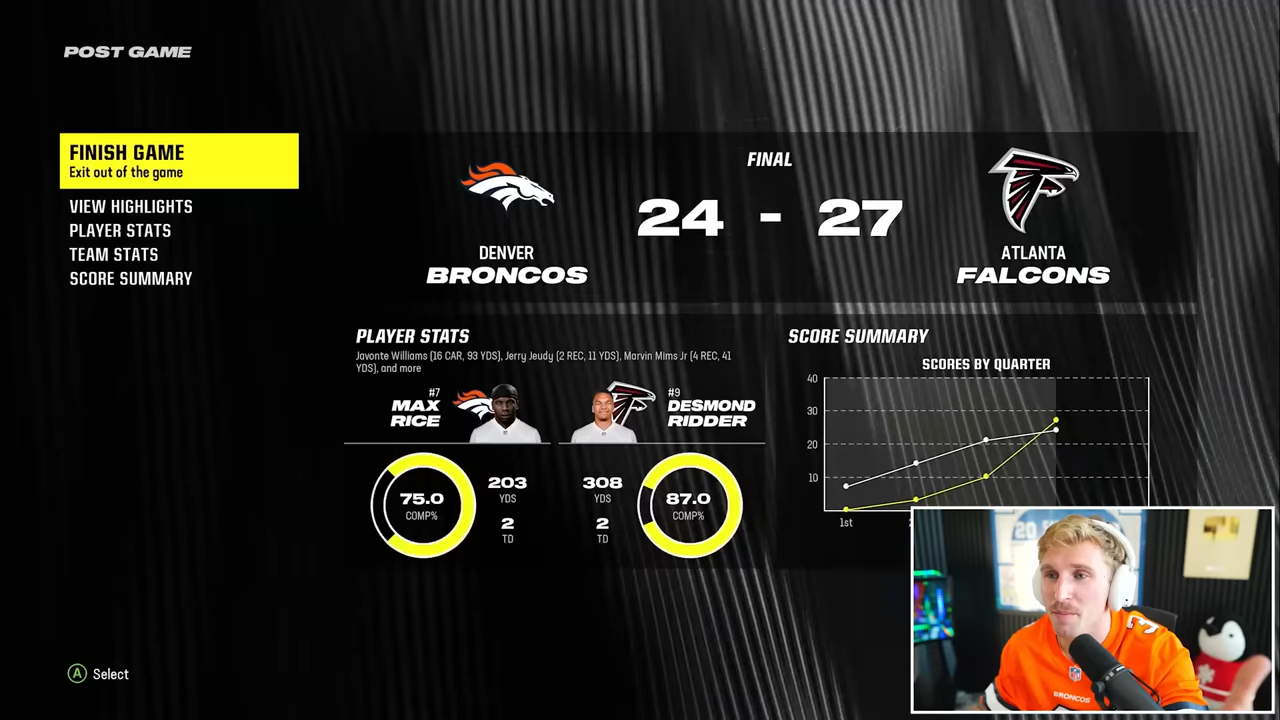 POST GAME
FINISH GAME
Exit out of the game
VIEW HIGHLIGHTS
PLAYER STATS
TEAM STATS
SCORE SUMMARY
FINAL
24 - 27
DENVER
BRONCOS
ATLANTA
FALCONS
PLAYER STATS
Javonte Williams (16 CAR, 93 YDS), Jerry Jeudy (2 REC, 11 YDS), Marvin Mims Jr (4 REC, 41
YDS), and more
#7
MAX
RICE
#9
DESMOND
RIDDER
75.0
COMP%
203
YDS
2
TD
308
YDS
2
TD
87.0
COMP%
SCORE SUMMARY
SCORES BY QUARTER
40
30
20
10
1st
20
BRONCOS
3
A Select